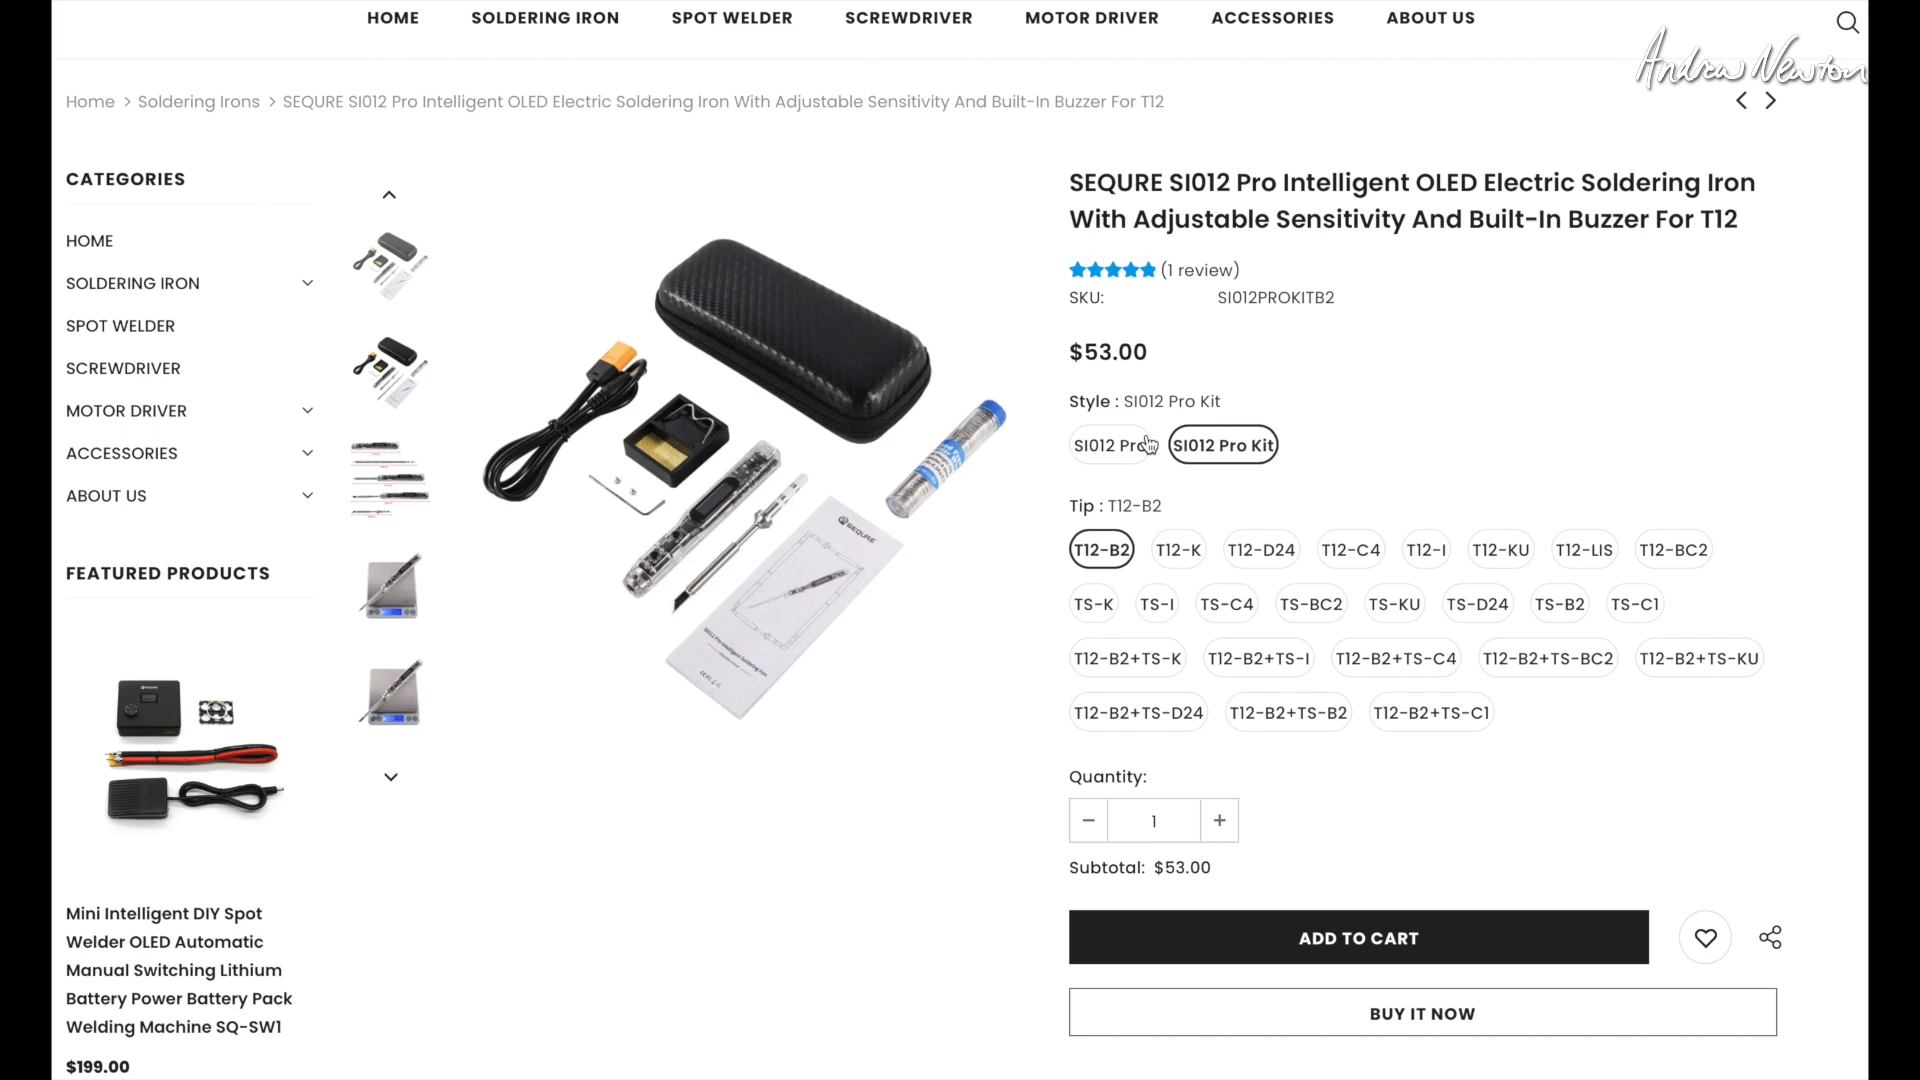 HOME SOLDERING IRON SPOT WELDER SCREWDRIVER MOTOR DRIVER ACCESSORIES ABOUT US
Andrew Newton
Home > Soldering Irons > SEQURE SI012 Pro Intelligent OLED Electric Soldering Iron With Adjustable Sensitivity And Built-In Buzzer For T12
CATEGORIES
HOME
SOLDERING IRON
SPOT WELDER
SCREWDRIVER
MOTOR DRIVER
ACCESSORIES
ABOUT US
FEATURED PRODUCTS
Mini Intelligent DIY Spot
Welder OLED Automatic
Manual Switching Lithium
Battery Power Battery Pack
Welding Machine SQ-SW1
$199.00
SEQURE
SI012 Pro Intelligent Soldering Iron
SEQURE SI012 Pro Intelligent OLED Electric Soldering Iron
With Adjustable Sensitivity And Built-In Buzzer For T12
(1 review)
SKU: SI012PROKITB2
$53.00
Style : SI012 Pro Kit
SI012 Pro SI012 Pro Kit
Tip : T12-B2
T12-B2 T12-K T12-D24 T12-C4 T12-I T12-KU T12-LIS T12-BC2
TS-K TS-I TS-C4 TS-BC2 TS-KU TS-D24 TS-B2 TS-C1
T12-B2+TS-K T12-B2+TS-I T12-B2+TS-C4 T12-B2+TS-BC2 T12-B2+TS-KU
T12-B2+TS-D24 T12-B2+TS-B2 T12-B2+TS-C1
Quantity:
− 1 +
Subtotal: $53.00
ADD TO CART
BUY IT NOW